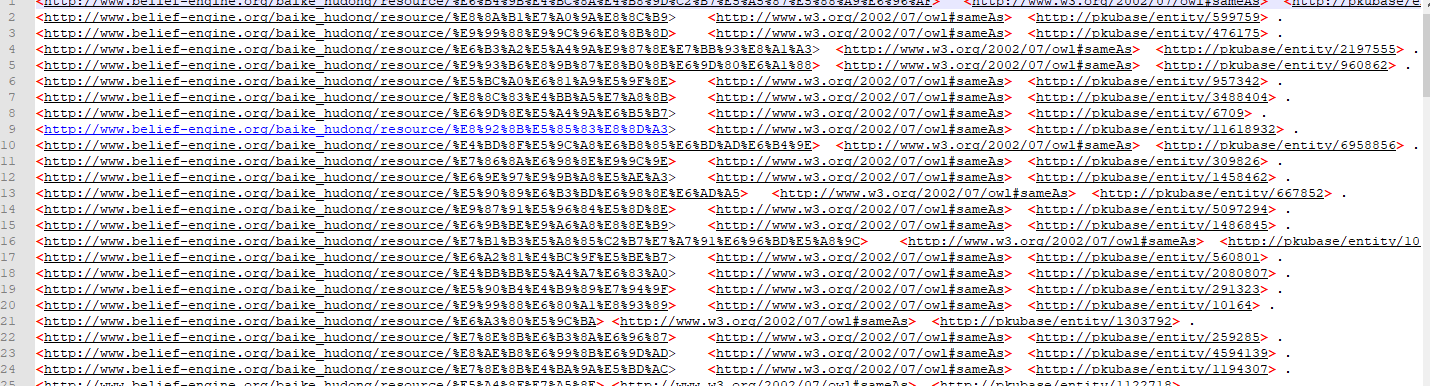 1 <http://www.belief-engine.org/baike_hudong/resource/%E6%B4%9B%E4%BC%8A%E4%B8%9D%C2%B7%E5%A5%87%E5%88%A9%E6%96%AF> <http://www.w3.org/2002/07/owl#sameAs> <http://pkubase/e
2 <http://www.belief-engine.org/baike_hudong/resource/%E8%8A%B1%E7%A0%9A%E8%8C%B9> <http://www.w3.org/2002/07/owl#sameAs> <http://pkubase/entity/599759> .
3 <http://www.belief-engine.org/baike_hudong/resource/%E9%99%88%E9%9C%96%E8%8B%8D> <http://www.w3.org/2002/07/owl#sameAs> <http://pkubase/entity/476175> .
4 <http://www.belief-engine.org/baike_hudong/resource/%E6%B3%A2%E5%A4%9A%E9%87%8E%E7%BB%93%E8%A1%A3> <http://www.w3.org/2002/07/owl#sameAs> <http://pkubase/entity/2197555> .
5 <http://www.belief-engine.org/baike_hudong/resource/%E9%93%B6%E8%9B%87%E8%B0%8B%E6%9D%80%E6%A1%88> <http://www.w3.org/2002/07/owl#sameAs> <http://pkubase/entity/960862> .
6 <http://www.belief-engine.org/baike_hudong/resource/%E5%BC%A0%E6%81%A9%E5%9F%8E> <http://www.w3.org/2002/07/owl#sameAs> <http://pkubase/entity/957342> .
7 <http://www.belief-engine.org/baike_hudong/resource/%E8%8C%83%E4%BB%A5%E7%A8%8B> <http://www.w3.org/2002/07/owl#sameAs> <http://pkubase/entity/3488404> .
8 <http://www.belief-engine.org/baike_hudong/resource/%E6%9D%8E%E5%A4%9A%E6%B5%B7> <http://www.w3.org/2002/07/owl#sameAs> <http://pkubase/entity/6709> .
9 <http://www.belief-engine.org/baike_hudong/resource/%E8%92%8B%E5%85%83%E8%8D%A3> <http://www.w3.org/2002/07/owl#sameAs> <http://pkubase/entity/11618932> .
10 <http://www.belief-engine.org/baike_hudong/resource/%E4%BD%8F%E5%9C%A8%E6%B8%85%E6%BD%AD%E6%B4%9E> <http://www.w3.org/2002/07/owl#sameAs> <http://pkubase/entity/6958856> .
11 <http://www.belief-engine.org/baike_hudong/resource/%E7%86%8A%E6%98%8E%E9%9C%9E> <http://www.w3.org/2002/07/owl#sameAs> <http://pkubase/entity/309826> .
12 <http://www.belief-engine.org/baike_hudong/resource/%E6%9E%97%E9%9B%A8%E5%AE%A3> <http://www.w3.org/2002/07/owl#sameAs> <http://pkubase/entity/1458462> .
13 <http://www.belief-engine.org/baike_hudong/resource/%E5%90%89%E6%B3%BD%E6%98%8E%E6%AD%A5> <http://www.w3.org/2002/07/owl#sameAs> <http://pkubase/entity/667852> .
14 <http://www.belief-engine.org/baike_hudong/resource/%E9%87%91%E5%96%84%E5%8D%8E> <http://www.w3.org/2002/07/owl#sameAs> <http://pkubase/entity/5097294> .
15 <http://www.belief-engine.org/baike_hudong/resource/%E6%9B%BE%E9%A6%A8%E8%8E%B9> <http://www.w3.org/2002/07/owl#sameAs> <http://pkubase/entity/1486845> .
16 <http://www.belief-engine.org/baike_hudong/resource/%E7%B1%B3%E5%A8%85%C2%B7%E7%A7%91%E6%96%BD%E5%A8%9C> <http://www.w3.org/2002/07/owl#sameAs> <http://pkubase/entity/10
17 <http://www.belief-engine.org/baike_hudong/resource/%E6%A2%81%E4%BC%9F%E5%BE%B7> <http://www.w3.org/2002/07/owl#sameAs> <http://pkubase/entity/560801> .
18 <http://www.belief-engine.org/baike_hudong/resource/%E4%BB%BB%E5%A4%A7%E6%83%A0> <http://www.w3.org/2002/07/owl#sameAs> <http://pkubase/entity/2080807> .
19 <http://www.belief-engine.org/baike_hudong/resource/%E5%90%B4%E4%B9%89%E7%94%9F> <http://www.w3.org/2002/07/owl#sameAs> <http://pkubase/entity/291323> .
20 <http://www.belief-engine.org/baike_hudong/resource/%E9%99%88%E6%80%A1%E8%93%89> <http://www.w3.org/2002/07/owl#sameAs> <http://pkubase/entity/10164> .
21 <http://www.belief-engine.org/baike_hudong/resource/%E6%A3%80%E5%9C%BA> <http://www.w3.org/2002/07/owl#sameAs> <http://pkubase/entity/1303792> .
22 <http://www.belief-engine.org/baike_hudong/resource/%E7%8E%8B%E6%B3%8A%E6%96%87> <http://www.w3.org/2002/07/owl#sameAs> <http://pkubase/entity/259285> .
23 <http://www.belief-engine.org/baike_hudong/resource/%E8%AE%B8%E6%99%8B%E6%9D%AD> <http://www.w3.org/2002/07/owl#sameAs> <http://pkubase/entity/4594139> .
24 <http://www.belief-engine.org/baike_hudong/resource/%E7%8E%8B%E4%BA%9A%E5%BD%AC> <http://www.w3.org/2002/07/owl#sameAs> <http://pkubase/entity/1194307> .